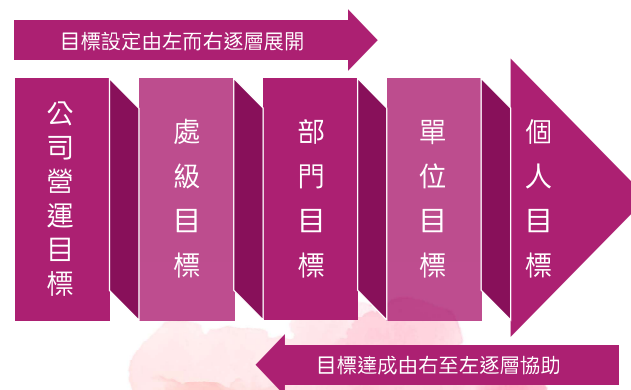 目標設定由左而右逐層展開
公司營運目標
處級目標
部門目標
單位目標
個人目標
目標達成由右至左逐層協助